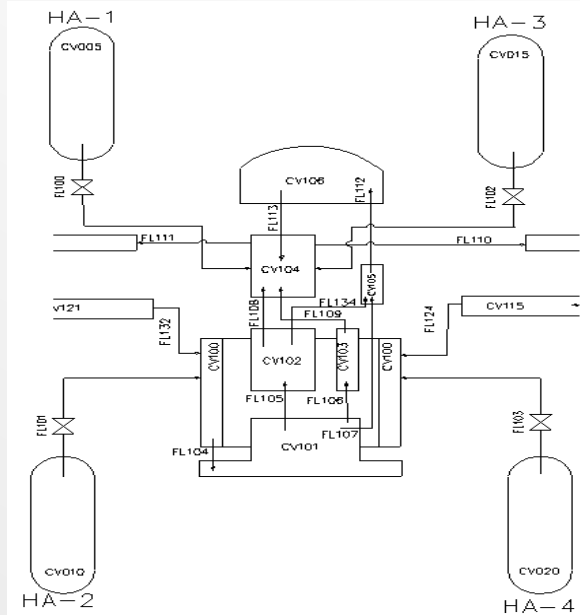 HA-1
HA-3
CV005
CV015
FL100
FL102
CV106
FL112
FL113
FL111
FL110
CV104
CV105
FL134
FL109
FL108
v121
CV115
FL132
FL124
CV100
CV102
CV103
CV100
FL105
FL106
FL101
FL103
FL107
FL104
CV101
CV010
CV020
HA-2
HA-4